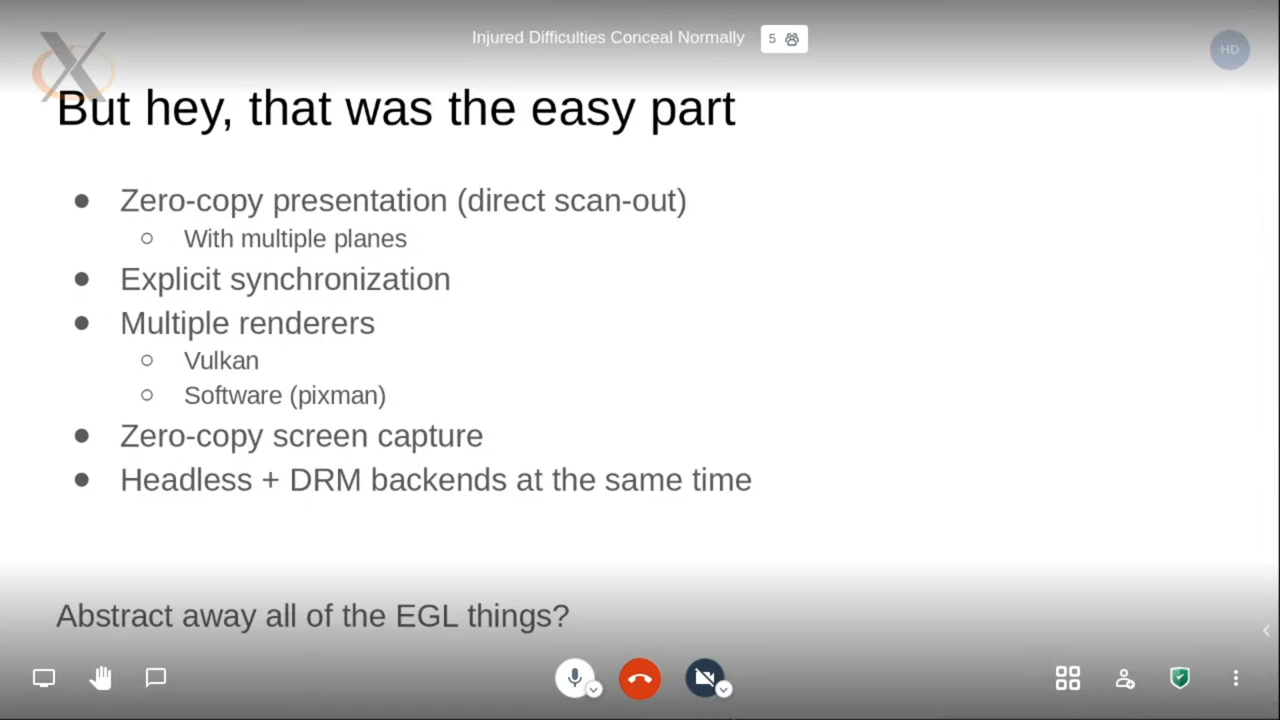 Injured Difficulties Conceal Normally
5
HD
But hey, that was the easy part
● Zero-copy presentation (direct scan-out)
○ With multiple planes
● Explicit synchronization
● Multiple renderers
○ Vulkan
○ Software (pixman)
● Zero-copy screen capture
● Headless + DRM backends at the same time
Abstract away all of the EGL things?